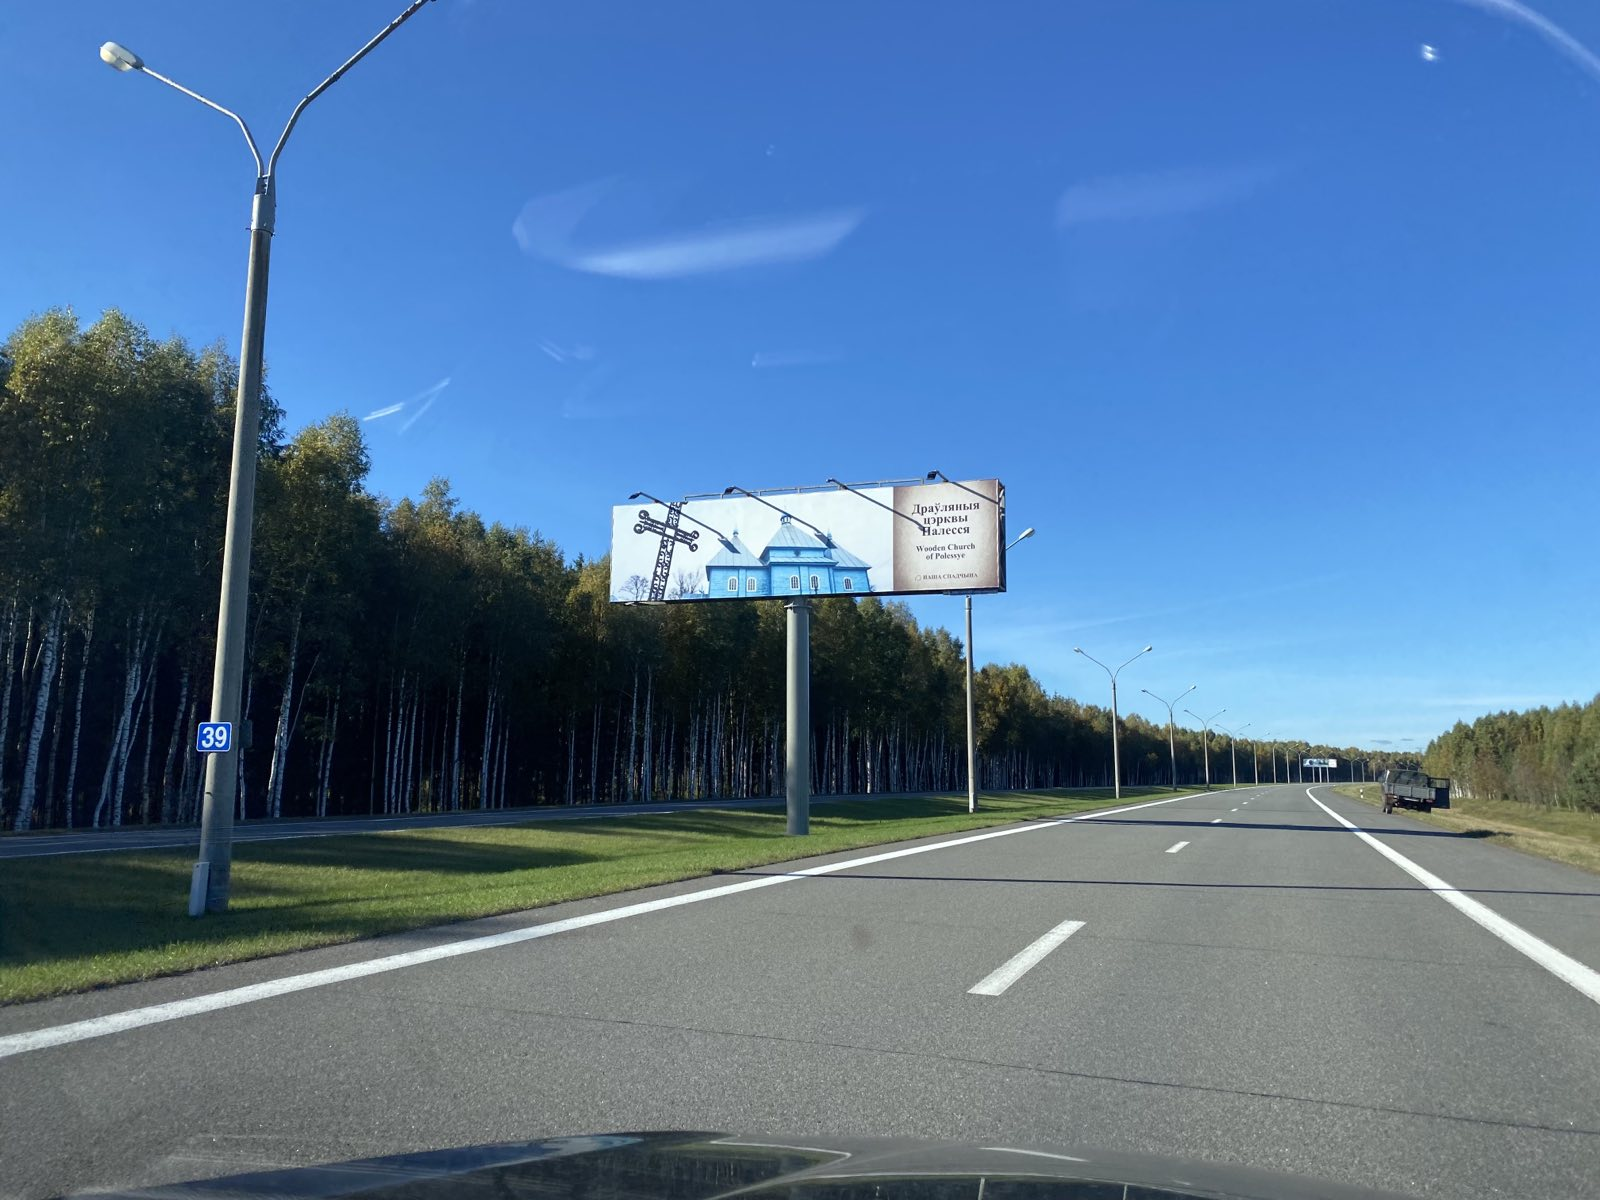 39
Драўляныя
цэрквы
Палесся
Wooden Church
of Polessye
НАША СПАДЧЫНА